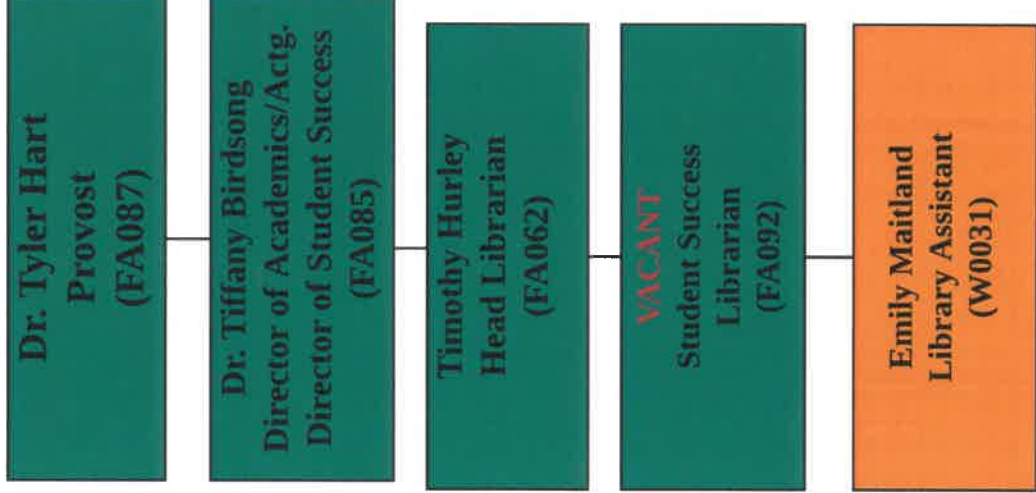 Dr. Tyler Hart
Provost
(FA087)
Dr. Tiffany Birdsong
Director of Academics/Actg.
Director of Student Success
(FA085)
Timothy Hurley
Head Librarian
(FA062)
VACANT
Student Success
Librarian
(FA092)
Emily Maitland
Library Assistant
(W0031)